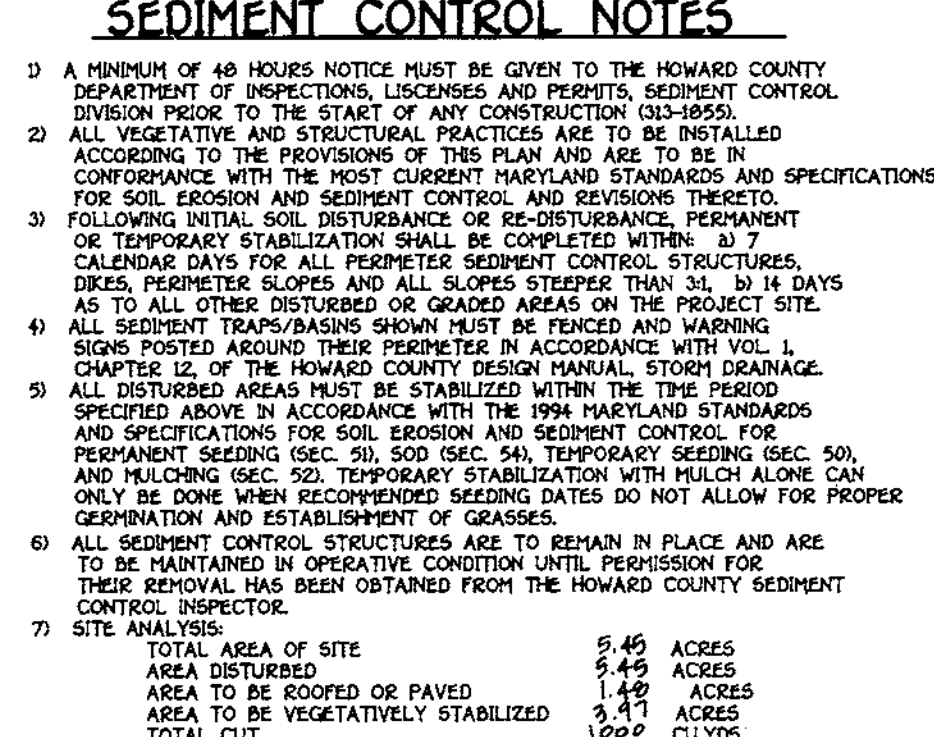 SEDIMENT CONTROL NOTES
1) A MINIMUM OF 48 HOURS NOTICE MUST BE GIVEN TO THE HOWARD COUNTY
DEPARTMENT OF INSPECTIONS, LISCENSES AND PERMITS, SEDIMENT CONTROL
DIVISION PRIOR TO THE START OF ANY CONSTRUCTION (313-1855).
2) ALL VEGETATIVE AND STRUCTURAL PRACTICES ARE TO BE INSTALLED
ACCORDING TO THE PROVISIONS OF THIS PLAN AND ARE TO BE IN
CONFORMANCE WITH THE MOST CURRENT MARYLAND STANDARDS AND SPECIFICATIONS
FOR SOIL EROSION AND SEDIMENT CONTROL AND REVISIONS THERETO.
3) FOLLOWING INITIAL SOIL DISTURBANCE OR RE-DISTURBANCE, PERMANENT
OR TEMPORARY STABILIZATION SHALL BE COMPLETED WITHIN: a) 7
CALENDAR DAYS FOR ALL PERIMETER SEDIMENT CONTROL STRUCTURES,
DIKES, PERIMETER SLOPES AND ALL SLOPES STEEPER THAN 3:1, b) 14 DAYS
AS TO ALL OTHER DISTURBED OR GRADED AREAS ON THE PROJECT SITE.
4) ALL SEDIMENT TRAPS/BASINS SHOWN MUST BE FENCED AND WARNING
SIGNS POSTED AROUND THEIR PERIMETER IN ACCORDANCE WITH VOL. 1,
CHAPTER 12, OF THE HOWARD COUNTY DESIGN MANUAL, STORM DRAINAGE.
5) ALL DISTURBED AREAS MUST BE STABILIZED WITHIN THE TIME PERIOD
SPECIFIED ABOVE IN ACCORDANCE WITH THE 1994 MARYLAND STANDARDS
AND SPECIFICATIONS FOR SOIL EROSION AND SEDIMENT CONTROL FOR
PERMANENT SEEDING (SEC. 51), SOD (SEC. 54), TEMPORARY SEEDING (SEC. 50),
AND MULCHING (SEC. 52). TEMPORARY STABILIZATION WITH MULCH ALONE CAN
ONLY BE DONE WHEN RECOMMENDED SEEDING DATES DO NOT ALLOW FOR PROPER
GERMINATION AND ESTABLISHMENT OF GRASSES.
6) ALL SEDIMENT CONTROL STRUCTURES ARE TO REMAIN IN PLACE AND ARE
TO BE MAINTAINED IN OPERATIVE CONDITION UNTIL PERMISSION FOR
THEIR REMOVAL HAS BEEN OBTAINED FROM THE HOWARD COUNTY SEDIMENT
CONTROL INSPECTOR.
7) SITE ANALYSIS:
TOTAL AREA OF SITE 5.45 ACRES
AREA DISTURBED 5.45 ACRES
AREA TO BE ROOFED OR PAVED 1.48 ACRES
AREA TO BE VEGETATIVELY STABILIZED 3.97 ACRES
TOTAL CUT 1000 CU.YDS.